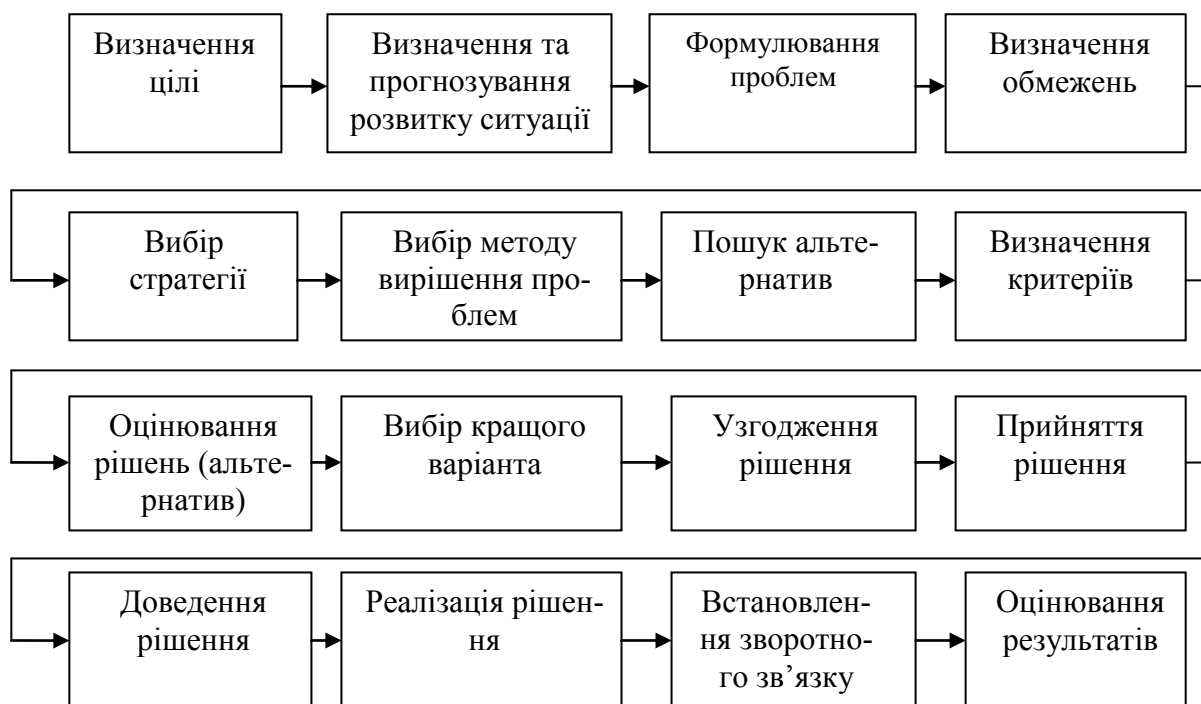 Визначення
цілі
Визначення та
прогнозування
розвитку ситуації
Формулювання
проблем
Визначення
обмежень
Вибір
стратегії
Вибір методу
вирішення про-
блем
Пошук альте-
рнатив
Визначення
критеріїв
Оцінювання
рішень (альте-
рнатив)
Вибір кращого
варіанта
Узгодження
рішення
Прийняття
рішення
Доведення
рішення
Реалізація рішен-
ня
Встановлен-
ня зворотно-
го зв’язку
Оцінювання
результатів